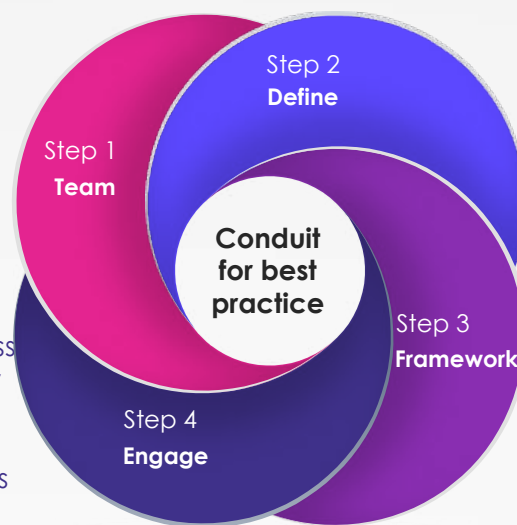 Step 2
Define
Step 1
Team
Conduit
for best
practice
Step 3
Framework
Step 4
Engage